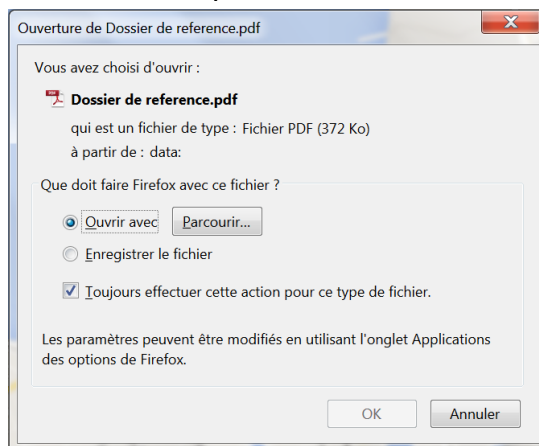 Ouverture de Dossier de reference.pdf
Vous avez choisi d'ouvrir :
Dossier de reference.pdf
qui est un fichier de type : Fichier PDF (372 Ko)
à partir de : data:
Que doit faire Firefox avec ce fichier ?
Ouvrir avec Parcourir...
Enregistrer le fichier
Toujours effectuer cette action pour ce type de fichier.
Les paramètres peuvent être modifiés en utilisant l'onglet Applications
des options de Firefox.
OK Annuler